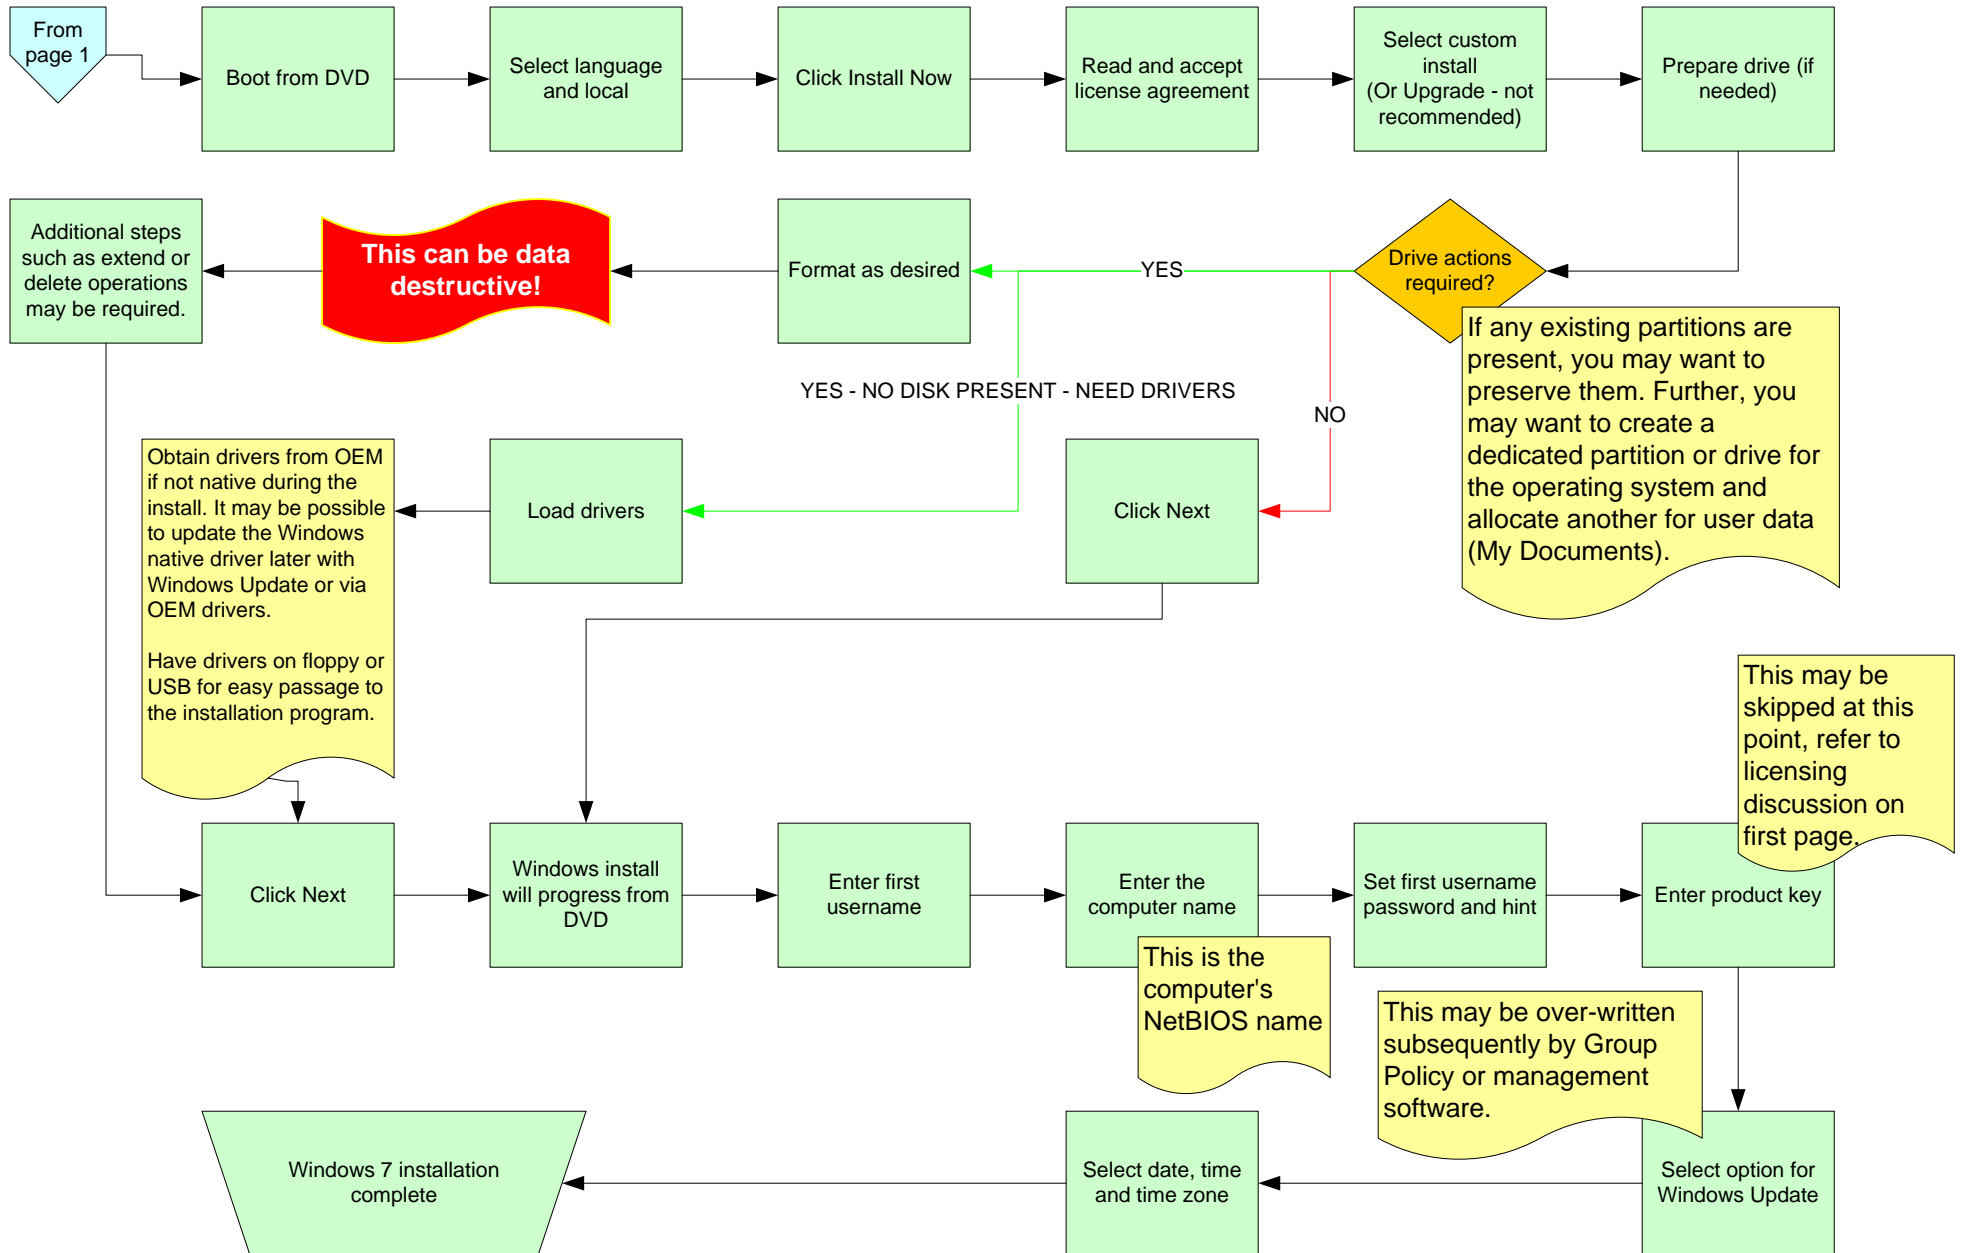 From
page 1
Boot from DVD
Select language
and local
Click Install Now
Read and accept
license agreement
Select custom
install
(Or Upgrade - not
recommended)
Prepare drive (if
needed)
Additional steps
such as extend or
delete operations
may be required.
This can be data
destructive!
Format as desired
YES
Drive actions
required?
If any existing partitions are
present, you may want to
preserve them. Further, you
may want to create a
dedicated partition or drive for
the operating system and
allocate another for user data
(My Documents).
YES - NO DISK PRESENT - NEED DRIVERS
NO
Obtain drivers from OEM
if not native during the
install. It may be possible
to update the Windows
native driver later with
Windows Update or via
OEM drivers.
Have drivers on floppy or
USB for easy passage to
the installation program.
Load drivers
Click Next
This may be
skipped at this
point, refer to
licensing
discussion on
first page.
Click Next
Windows install
will progress from
DVD
Enter first
username
Enter the
computer name
Set first username
password and hint
Enter product key
This is the
computer's
NetBIOS name
This may be over-written
subsequently by Group
Policy or management
software.
Windows 7 installation
complete
Select date, time
and time zone
Select option for
Windows Update